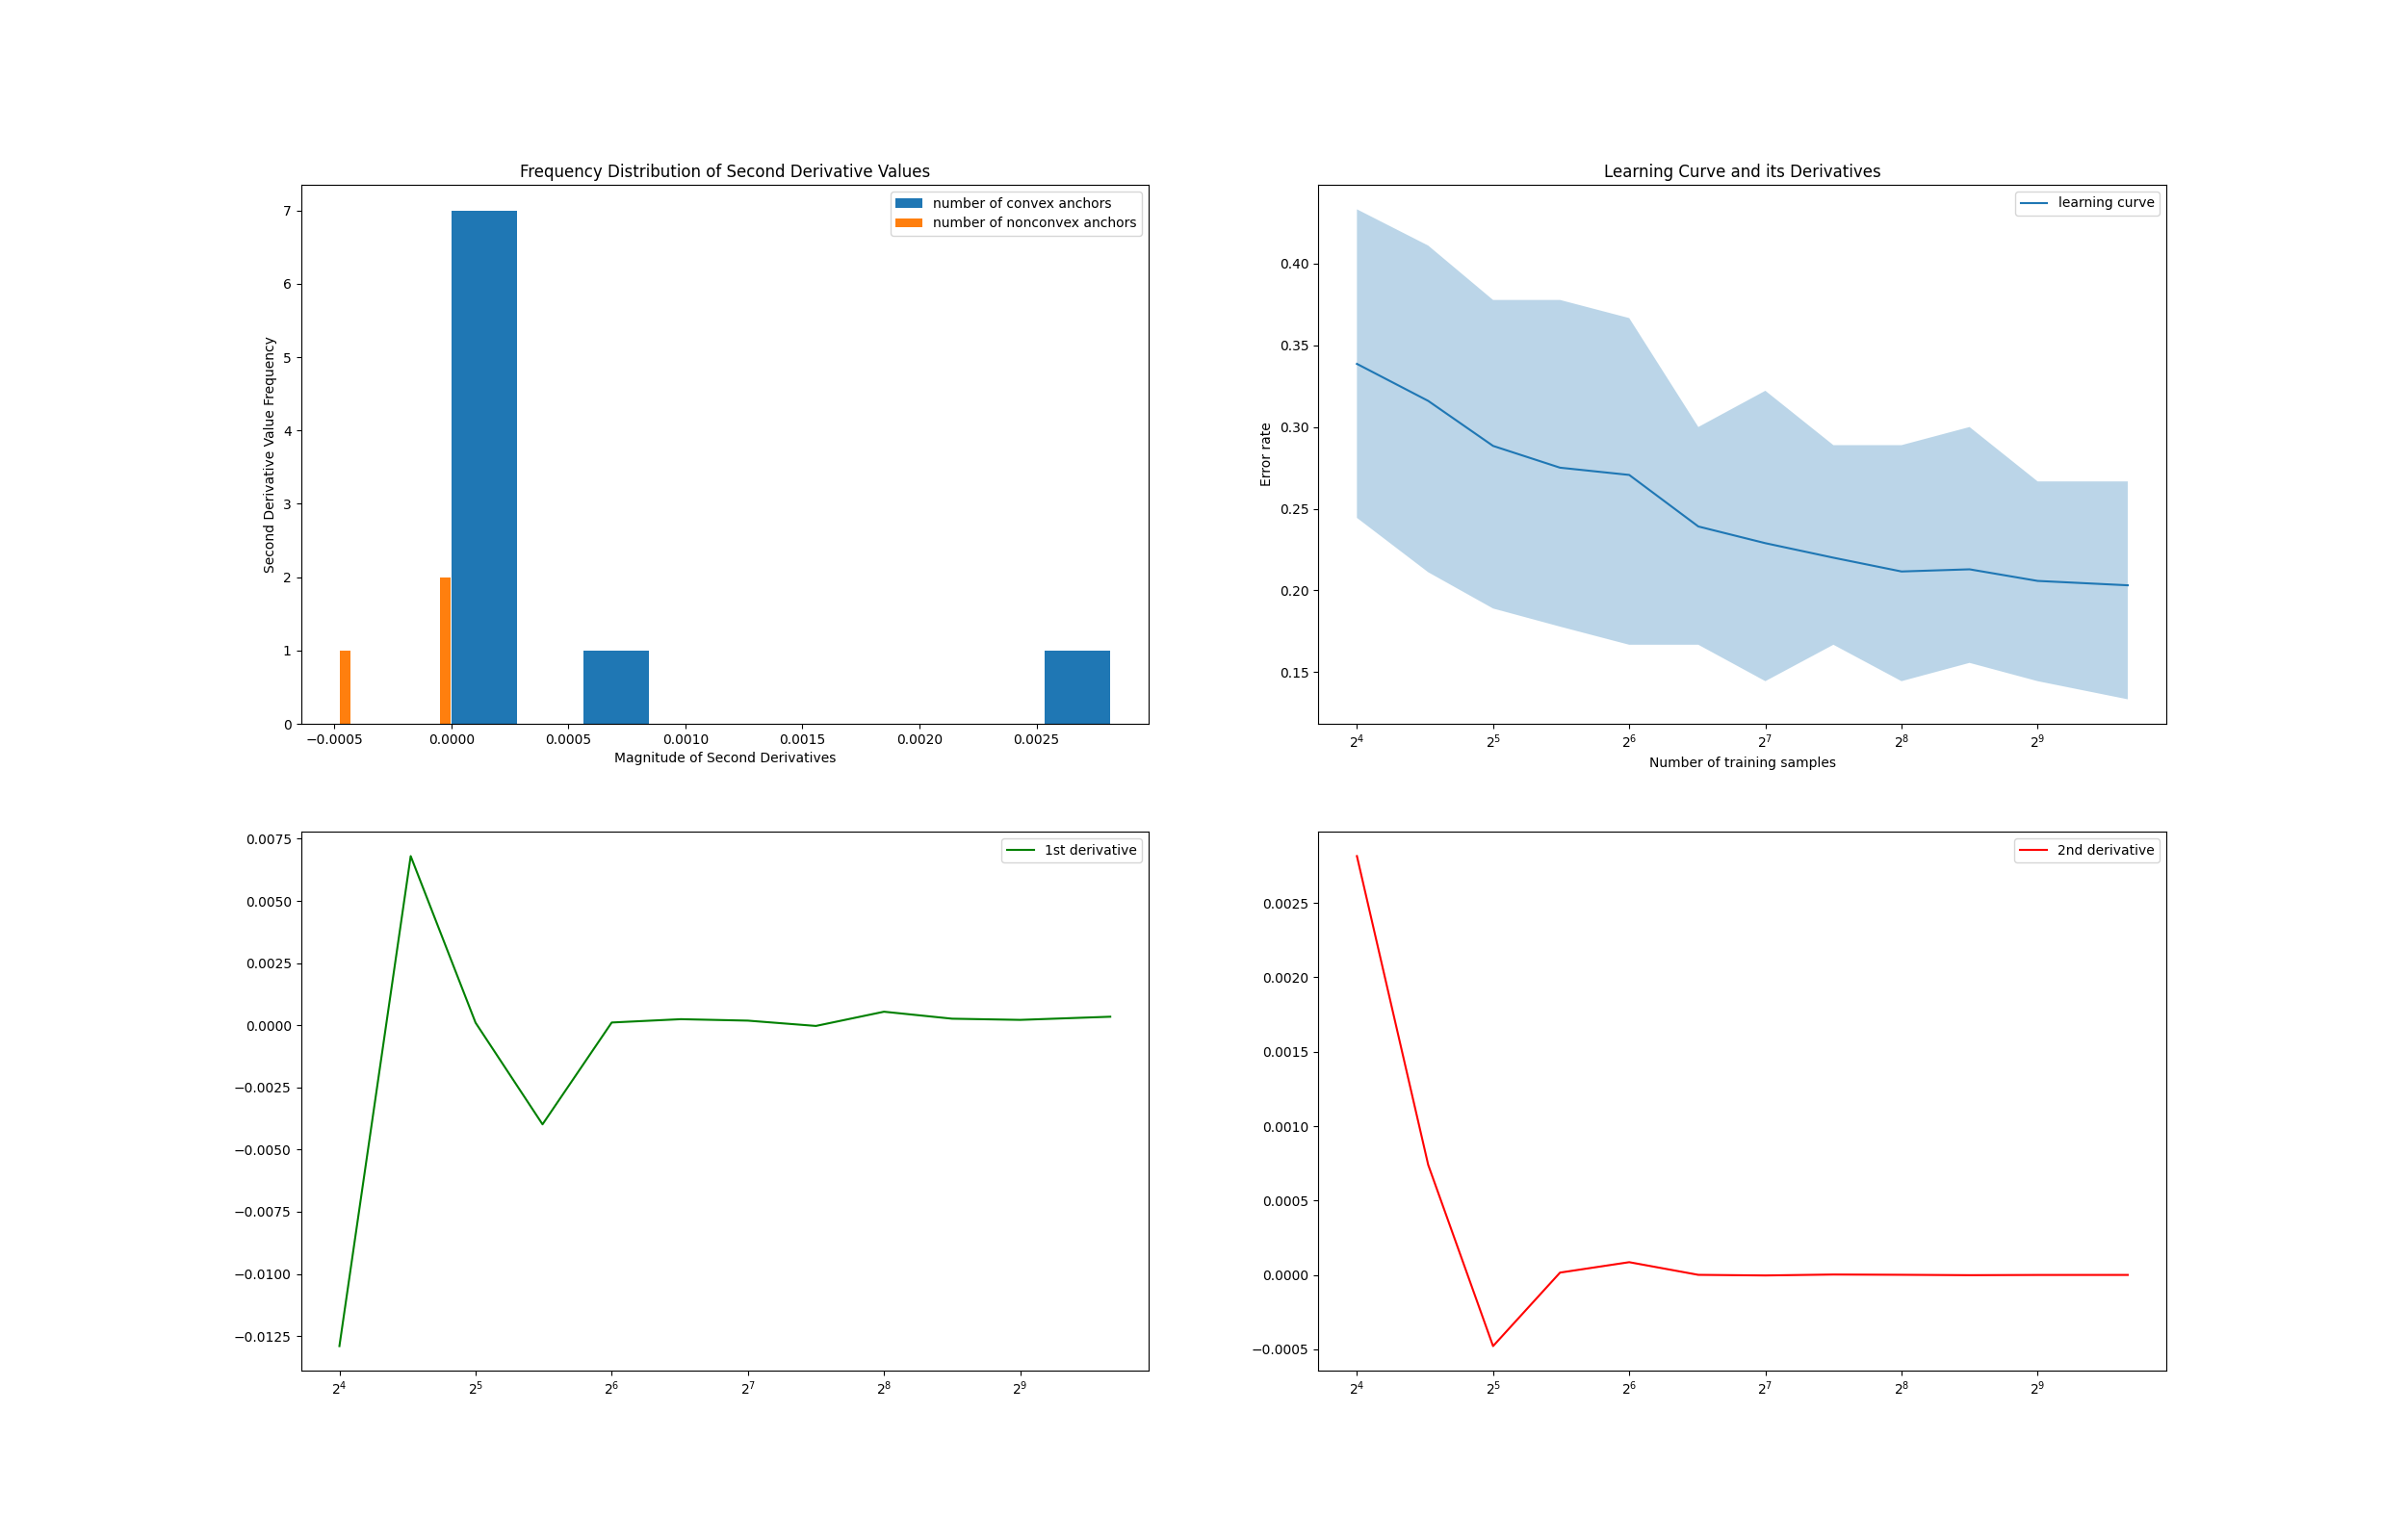 Frequency Distribution of Second Derivative Values
number of convex anchors
number of nonconvex anchors
Second Derivative Value Frequency
7
6
5
4
3
2
1
0
−0.0005 0.0000 0.0005 0.0010 0.0015 0.0020 0.0025
Magnitude of Second Derivatives
Learning Curve and its Derivatives
learning curve
Error rate
0.40
0.35
0.30
0.25
0.20
0.15
2⁴ 2⁵ 2⁶ 2⁷ 2⁸ 2⁹
Number of training samples
1st derivative
0.0075
0.0050
0.0025
0.0000
−0.0025
−0.0050
−0.0075
−0.0100
−0.0125
2⁴ 2⁵ 2⁶ 2⁷ 2⁸ 2⁹
2nd derivative
0.0025
0.0020
0.0015
0.0010
0.0005
0.0000
−0.0005
2⁴ 2⁵ 2⁶ 2⁷ 2⁸ 2⁹